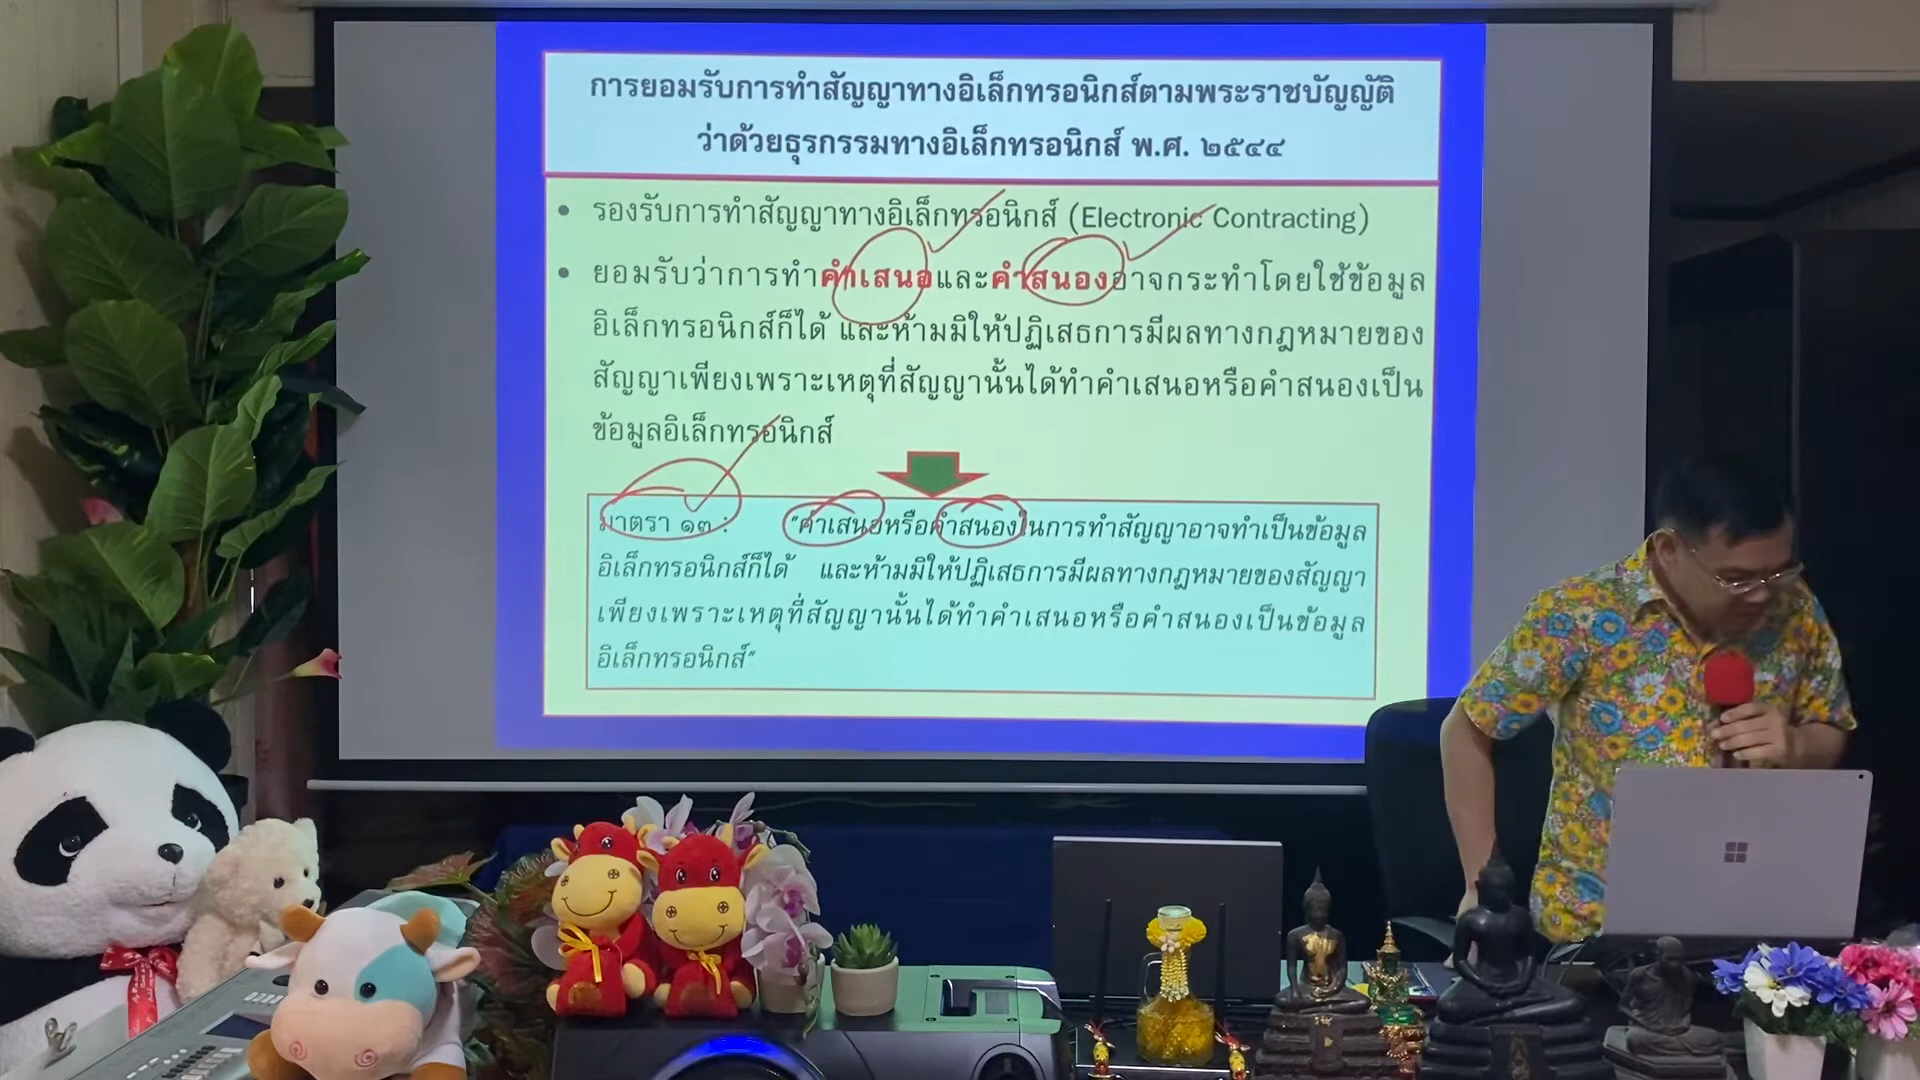 การยอมรับการทำสัญญาทางอิเล็กทรอนิกส์ตามพระราชบัญญัติ
ว่าด้วยธุรกรรมทางอิเล็กทรอนิกส์ พ.ศ. ๒๕๔๔
• รองรับการทำสัญญาทางอิเล็กทรอนิกส์ (Electronic Contracting)
• ยอมรับว่าการทำคำเสนอและคำสนองอาจกระทำโดยใช้ข้อมูล
อิเล็กทรอนิกส์ก็ได้ และห้ามมิให้ปฏิเสธการมีผลทางกฎหมายของ
สัญญาเพียงเพราะเหตุที่สัญญานั้นได้ทำคำเสนอหรือคำสนองเป็น
ข้อมูลอิเล็กทรอนิกส์
มาตรา ๑๓ : "คำเสนอหรือคำสนองในการทำสัญญาอาจทำเป็นข้อมูล
อิเล็กทรอนิกส์ก็ได้ และห้ามมิให้ปฏิเสธการมีผลทางกฎหมายของสัญญา
เพียงเพราะเหตุที่สัญญานั้นได้ทำคำเสนอหรือคำสนองเป็นข้อมูล
อิเล็กทรอนิกส์"